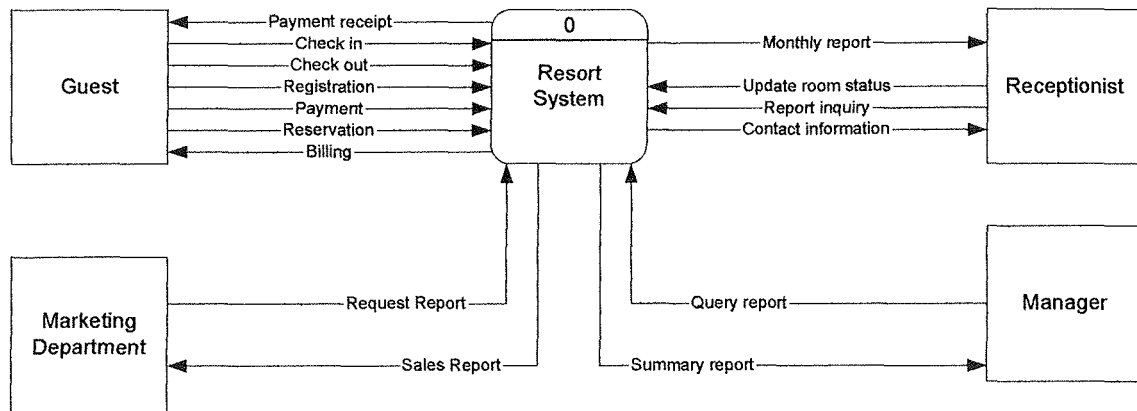 Payment receipt
Check in
Check out
Registration
Payment
Reservation
Billing
Guest
0
Resort
System
Monthly report
Update room status
Report inquiry
Contact information
Receptionist
Marketing
Department
Request Report
Sales Report
Query report
Summary report
Manager